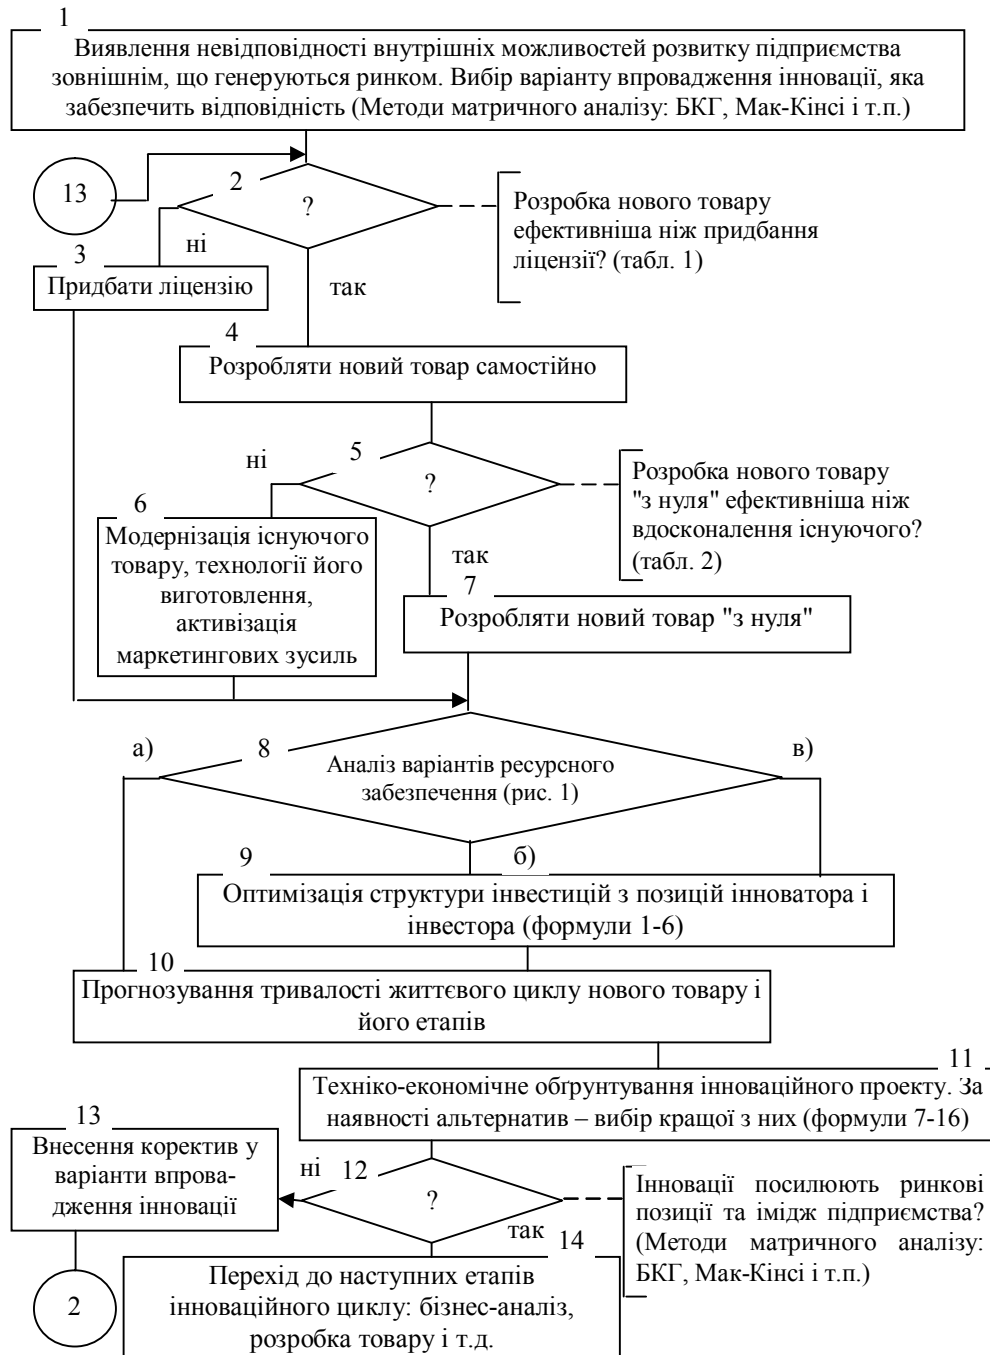 1
Виявлення невідповідності внутрішніх можливостей розвитку підприємства
зовнішнім, що генеруються ринком. Вибір варіанту впровадження інновації, яка
забезпечить відповідність (Методи матричного аналізу: БКГ, Мак-Кінсі і т.п.)
13
2
?
Розробка нового товару
ефективніша ніж придбання
ліцензії? (табл. 1)
ні
3
Придбати ліцензію
так
4
Розробляти новий товар самостійно
5
ні
?
Розробка нового товару
"з нуля" ефективніша ніж
вдосконалення існуючого?
(табл. 2)
6
Модернізація існуючого
товару, технології його
виготовлення,
активізація
маркетингових зусиль
так
7
Розробляти новий товар "з нуля"
а)
8
в)
Аналіз варіантів ресурсного
забезпечення (рис. 1)
9
б)
Оптимізація структури інвестицій з позицій інноватора і
інвестора (формули 1-6)
10
Прогнозування тривалості життєвого циклу нового товару і
його етапів
11
Техніко-економічне обґрунтування інноваційного проекту. За
наявності альтернатив – вибір кращої з них (формули 7-16)
13
Внесення коректив у
варіанти впрова-
дження інновації
ні
12
?
Інновації посилюють ринкові
позиції та імідж підприємства?
(Методи матричного аналізу:
БКГ, Мак-Кінсі і т.п.)
так
14
2
Перехід до наступних етапів
інноваційного циклу: бізнес-аналіз,
розробка товару і т.д.